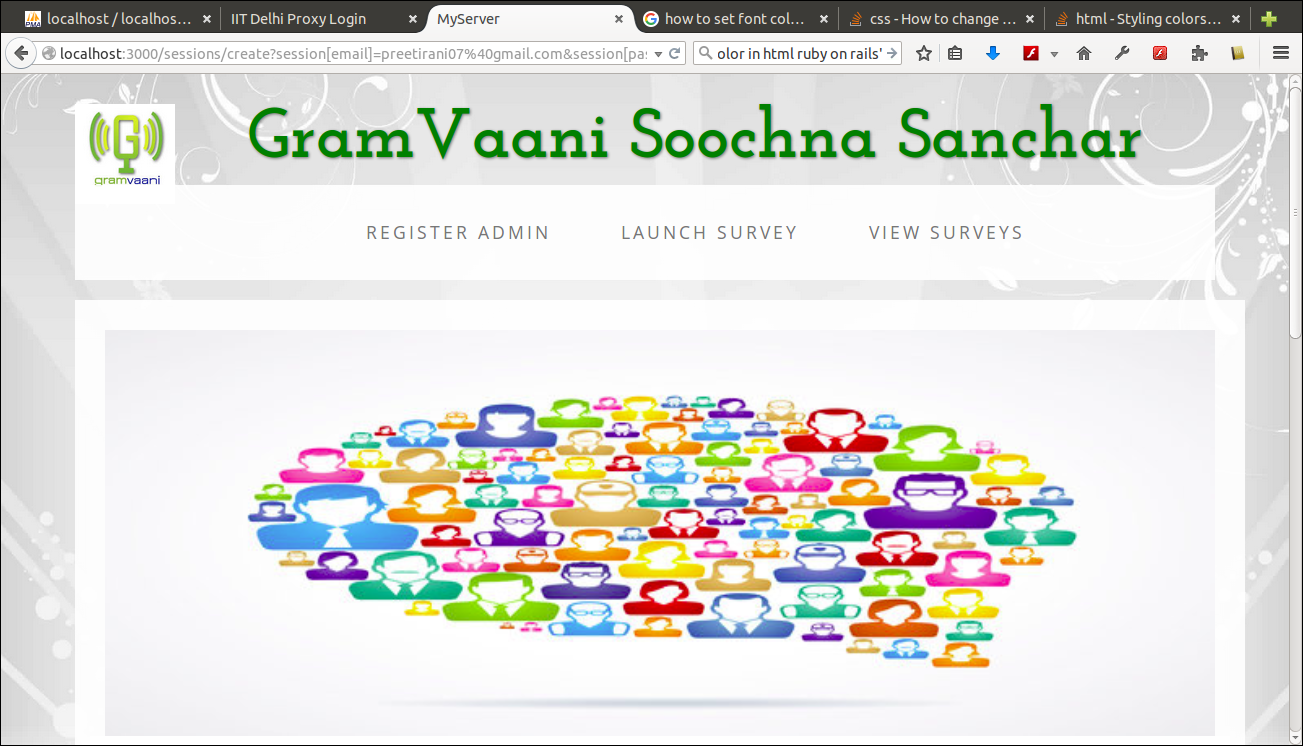 localhost / localhos...
IIT Delhi Proxy Login
MyServer
how to set font col...
css - How to change ...
html - Styling colors...
localhost:3000/sessions/create?session[email]=preetirani07%40gmail.com&session[pas
olor in html ruby on rails'
GramVaani Soochna Sanchar
G
gramvaani
REGISTER ADMIN LAUNCH SURVEY VIEW SURVEYS